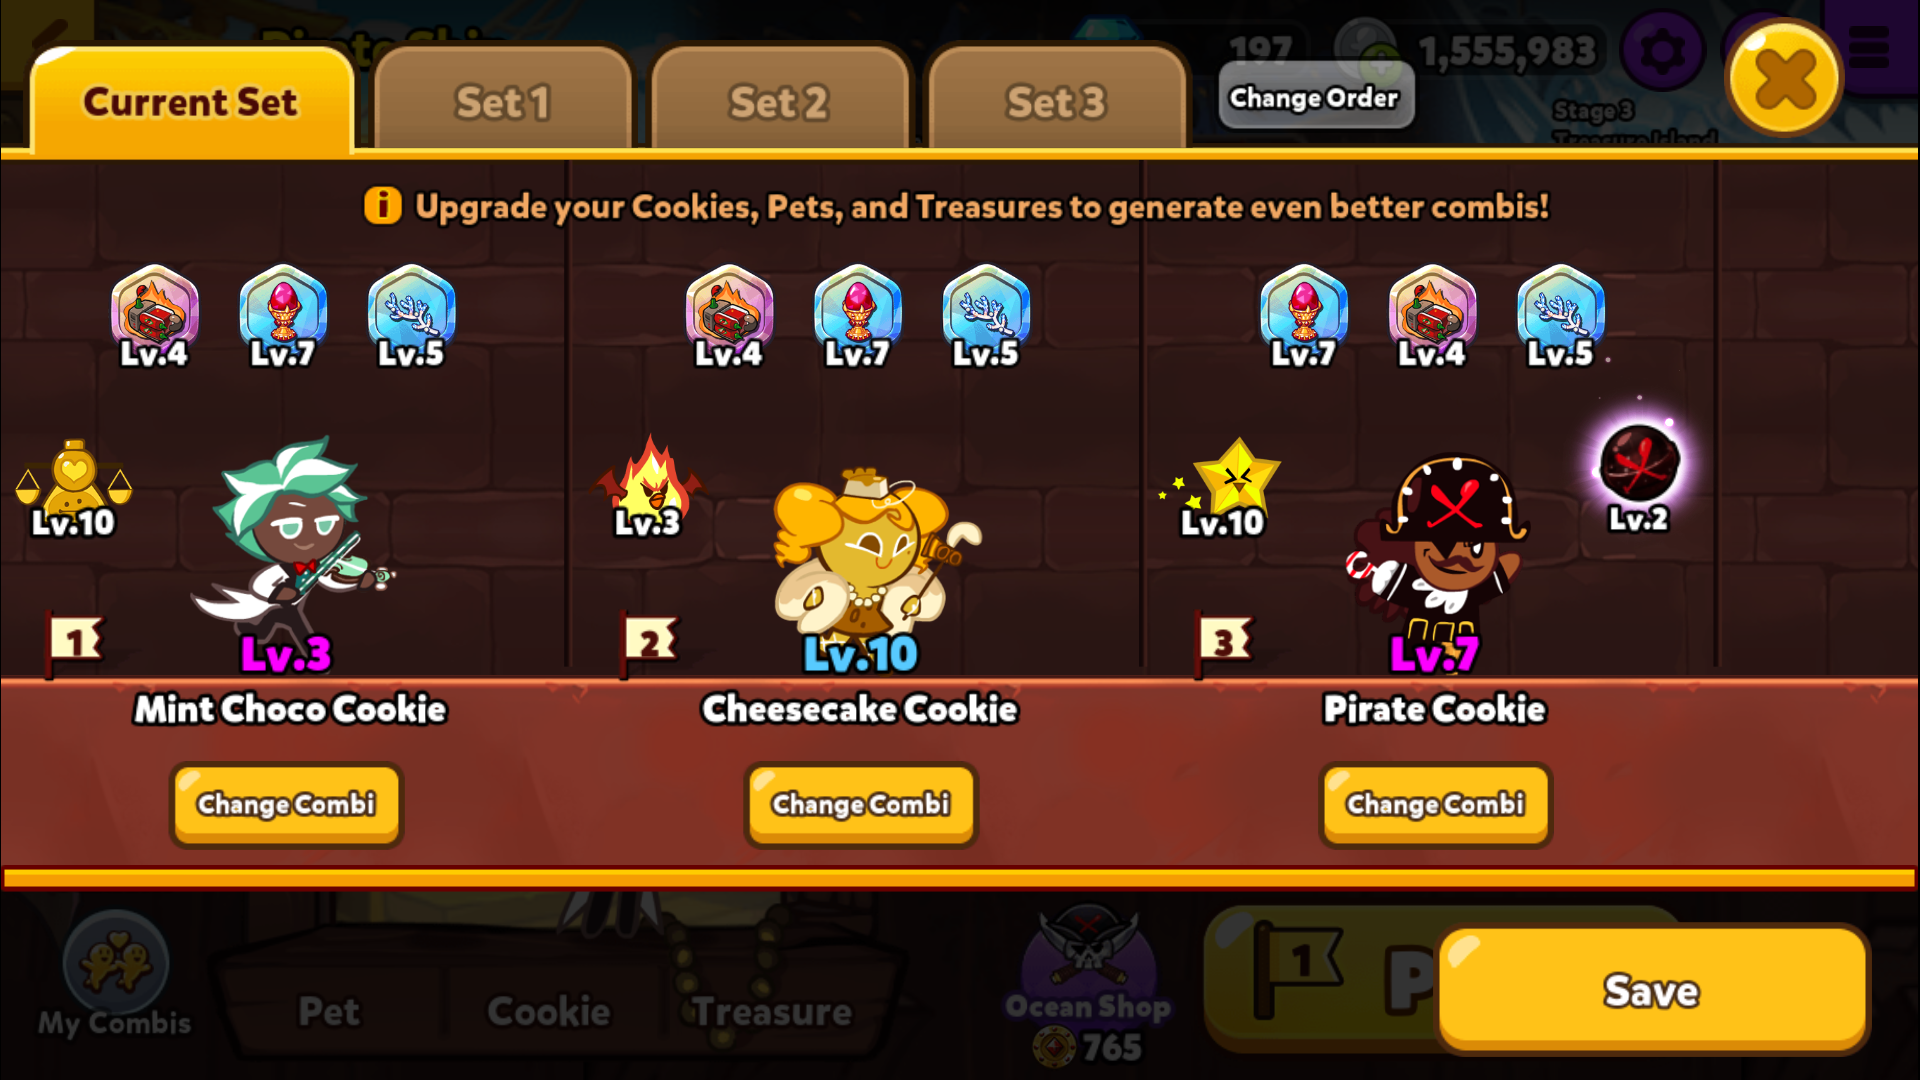 Pirate Ship
197
1,555,983
Current Set
Set 1
Set 2
Set 3
Change Order
Stage 3
Treasure Island
Upgrade your Cookies, Pets, and Treasures to generate even better combis!
Lv.4
Lv.7
Lv.5
Lv.4
Lv.7
Lv.5
Lv.7
Lv.4
Lv.5
Lv.10
Lv.3
Lv.10
Lv.2
1
Lv.3
2
Lv.10
3
Lv.7
Mint Choco Cookie
Cheesecake Cookie
Pirate Cookie
Change Combi
Change Combi
Change Combi
My Combis
Pet
Cookie
Treasure
Ocean Shop
765
1
Save